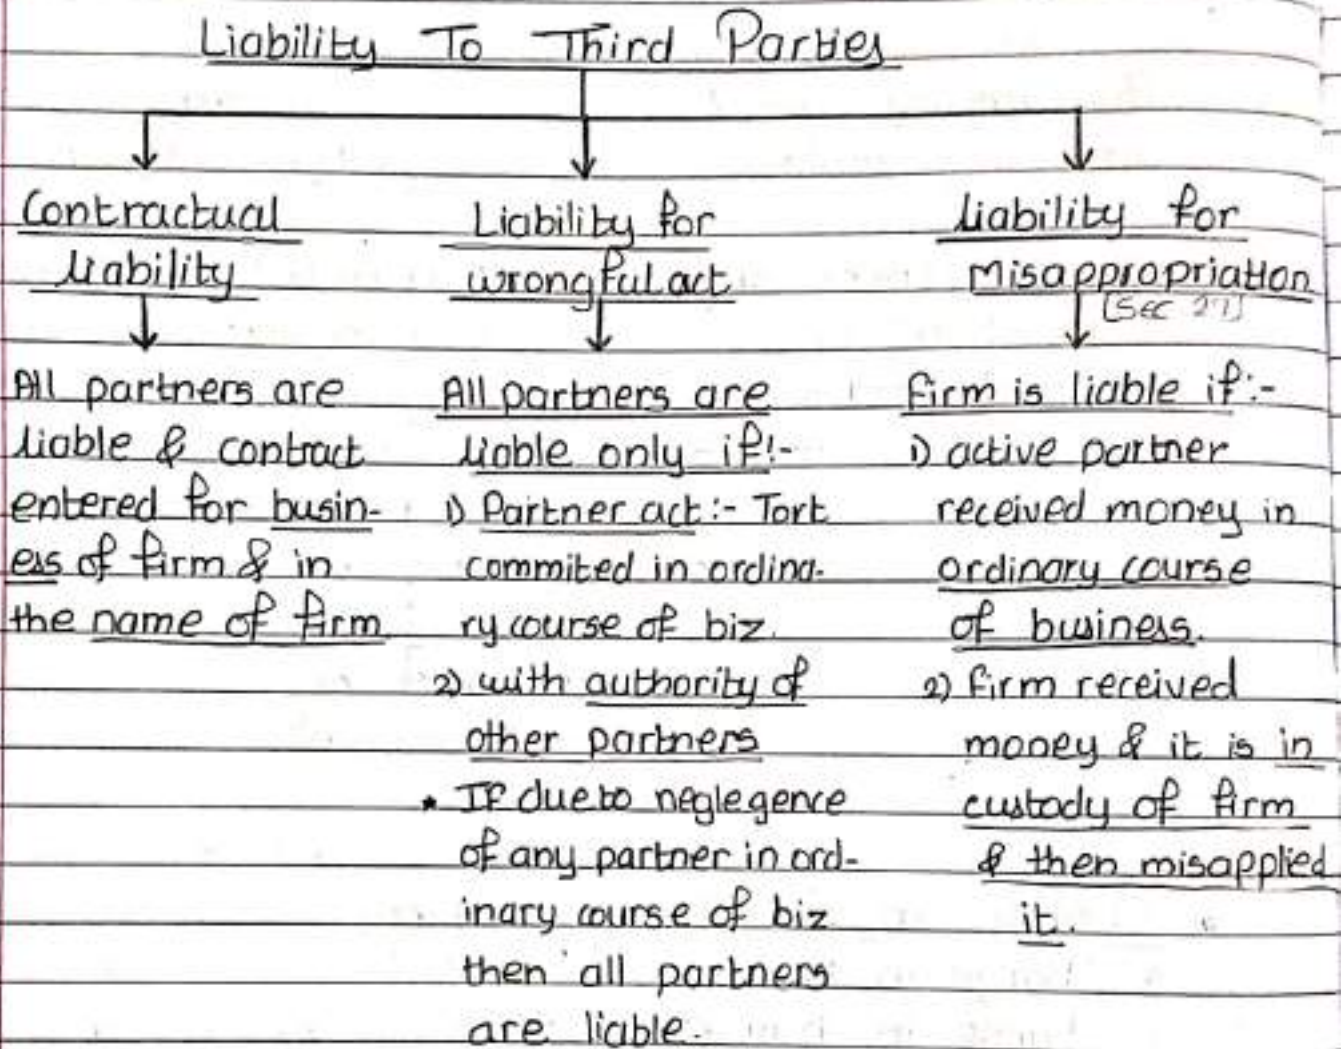 Liability To Third Parties
Contractual
liability
All partners are
liable & contract
entered for busin-
ess of firm & in
the name of firm
Liability for
wrongful act
All partners are
liable only if:-
1) Partner act:- Tort
commited in ordina-
ry course of biz.
2) with authority of
other partners
* If due to neglegence
of any partner in ord-
inary course of biz
then all partners
are liable.
liability for
Misappropriation
[Sec 27]
firm is liable if:-
1) active partner
received money in
ordinary course
of business.
2) firm received
money & it is in
custody of firm
& then misapplied
it.